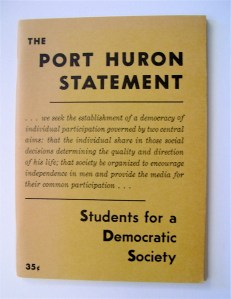 THE
PORT HURON
STATEMENT
. . . we seek the establishment of a democracy of
individual participation governed by two central
aims: that the individual share in those social
decisions determining the quality and direction
of his life; that society be organized to encourage
independence in men and provide the media for
their common participation . . .
Students for a
Democratic
Society
35¢